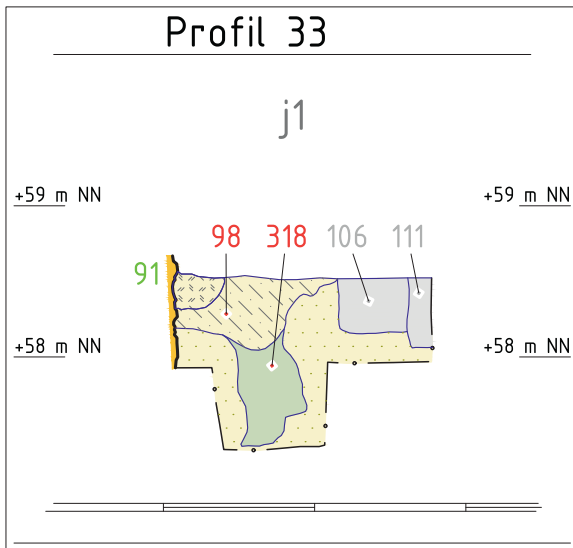 Profil 33
j1
+59 m NN +59 m NN
98 318 106 111
91
+58 m NN +58 m NN